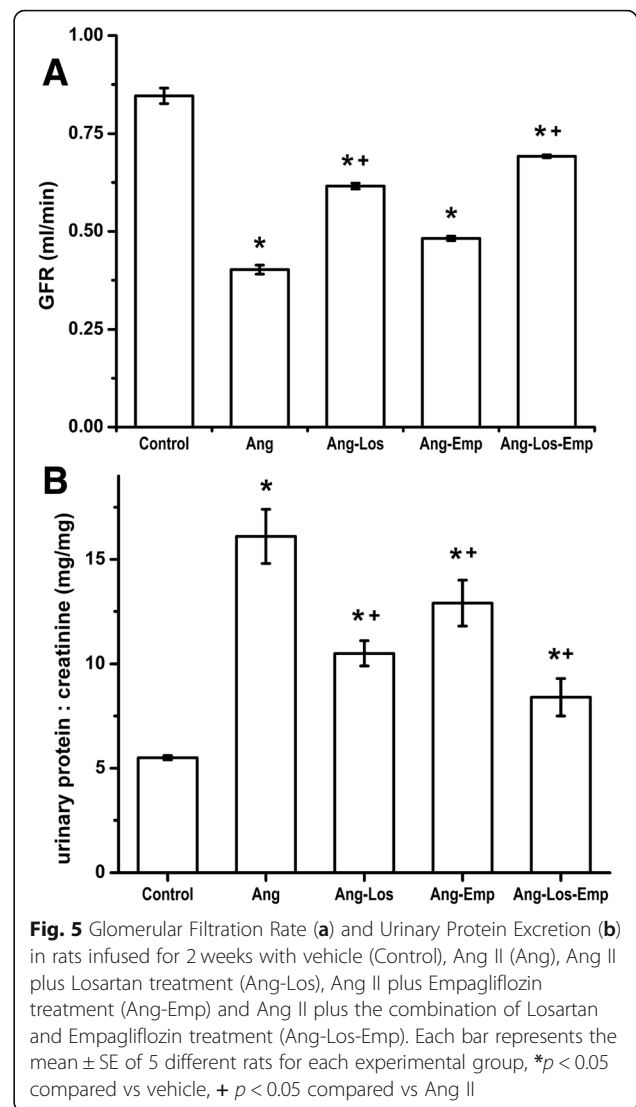 A
GFR (ml/min)
1.00
0.75
0.50
0.25
0.00
*
*+
*
*+
Control Ang Ang-Los Ang-Emp Ang-Los-Emp
B
urinary protein : creatinine (mg/mg)
15
10
5
0
*
*+
*+
*+
Control Ang Ang-Los Ang-Emp Ang-Los-Emp
Fig. 5 Glomerular Filtration Rate (a) and Urinary Protein Excretion (b)
in rats infused for 2 weeks with vehicle (Control), Ang II (Ang), Ang II
plus Losartan treatment (Ang-Los), Ang II plus Empagliflozin
treatment (Ang-Emp) and Ang II plus the combination of Losartan
and Empagliflozin treatment (Ang-Los-Emp). Each bar represents the
mean ± SE of 5 different rats for each experimental group, *p < 0.05
compared vs vehicle, + p < 0.05 compared vs Ang II